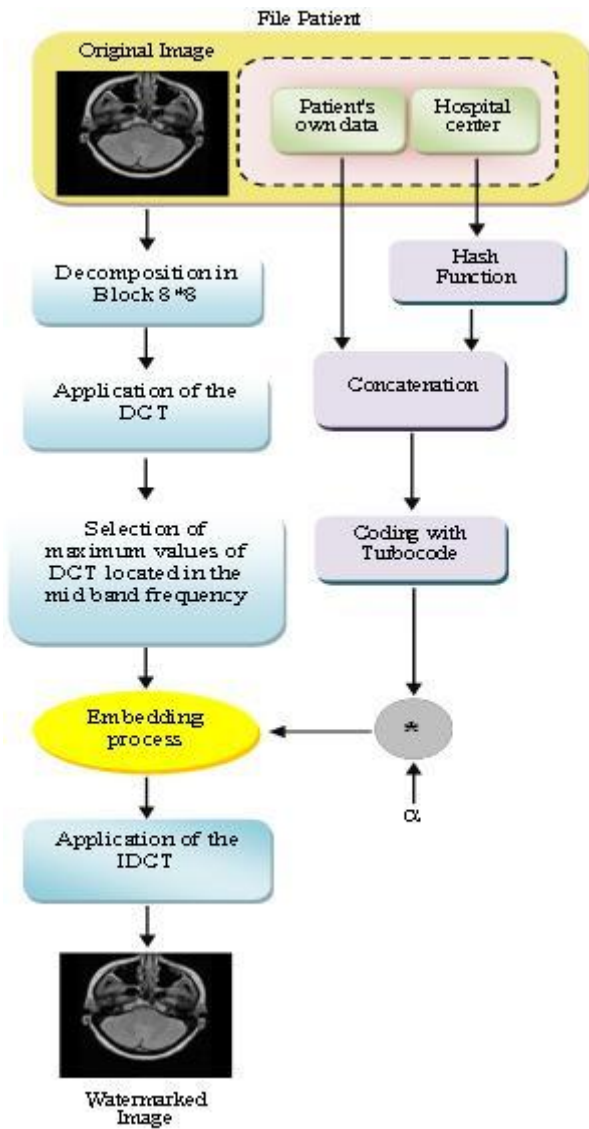 File Patient
Original Image
Patient's
own data
Hospital
center
Decomposition in
Block 8*8
Hash
Function
Application of the
DCT
Concatenation
Selection of
maximum values of
DCT located in the
mid band frequency
Coding with
Turbocode
Embedding
process
*
α
Application of the
IDCT
Watermarked
Image